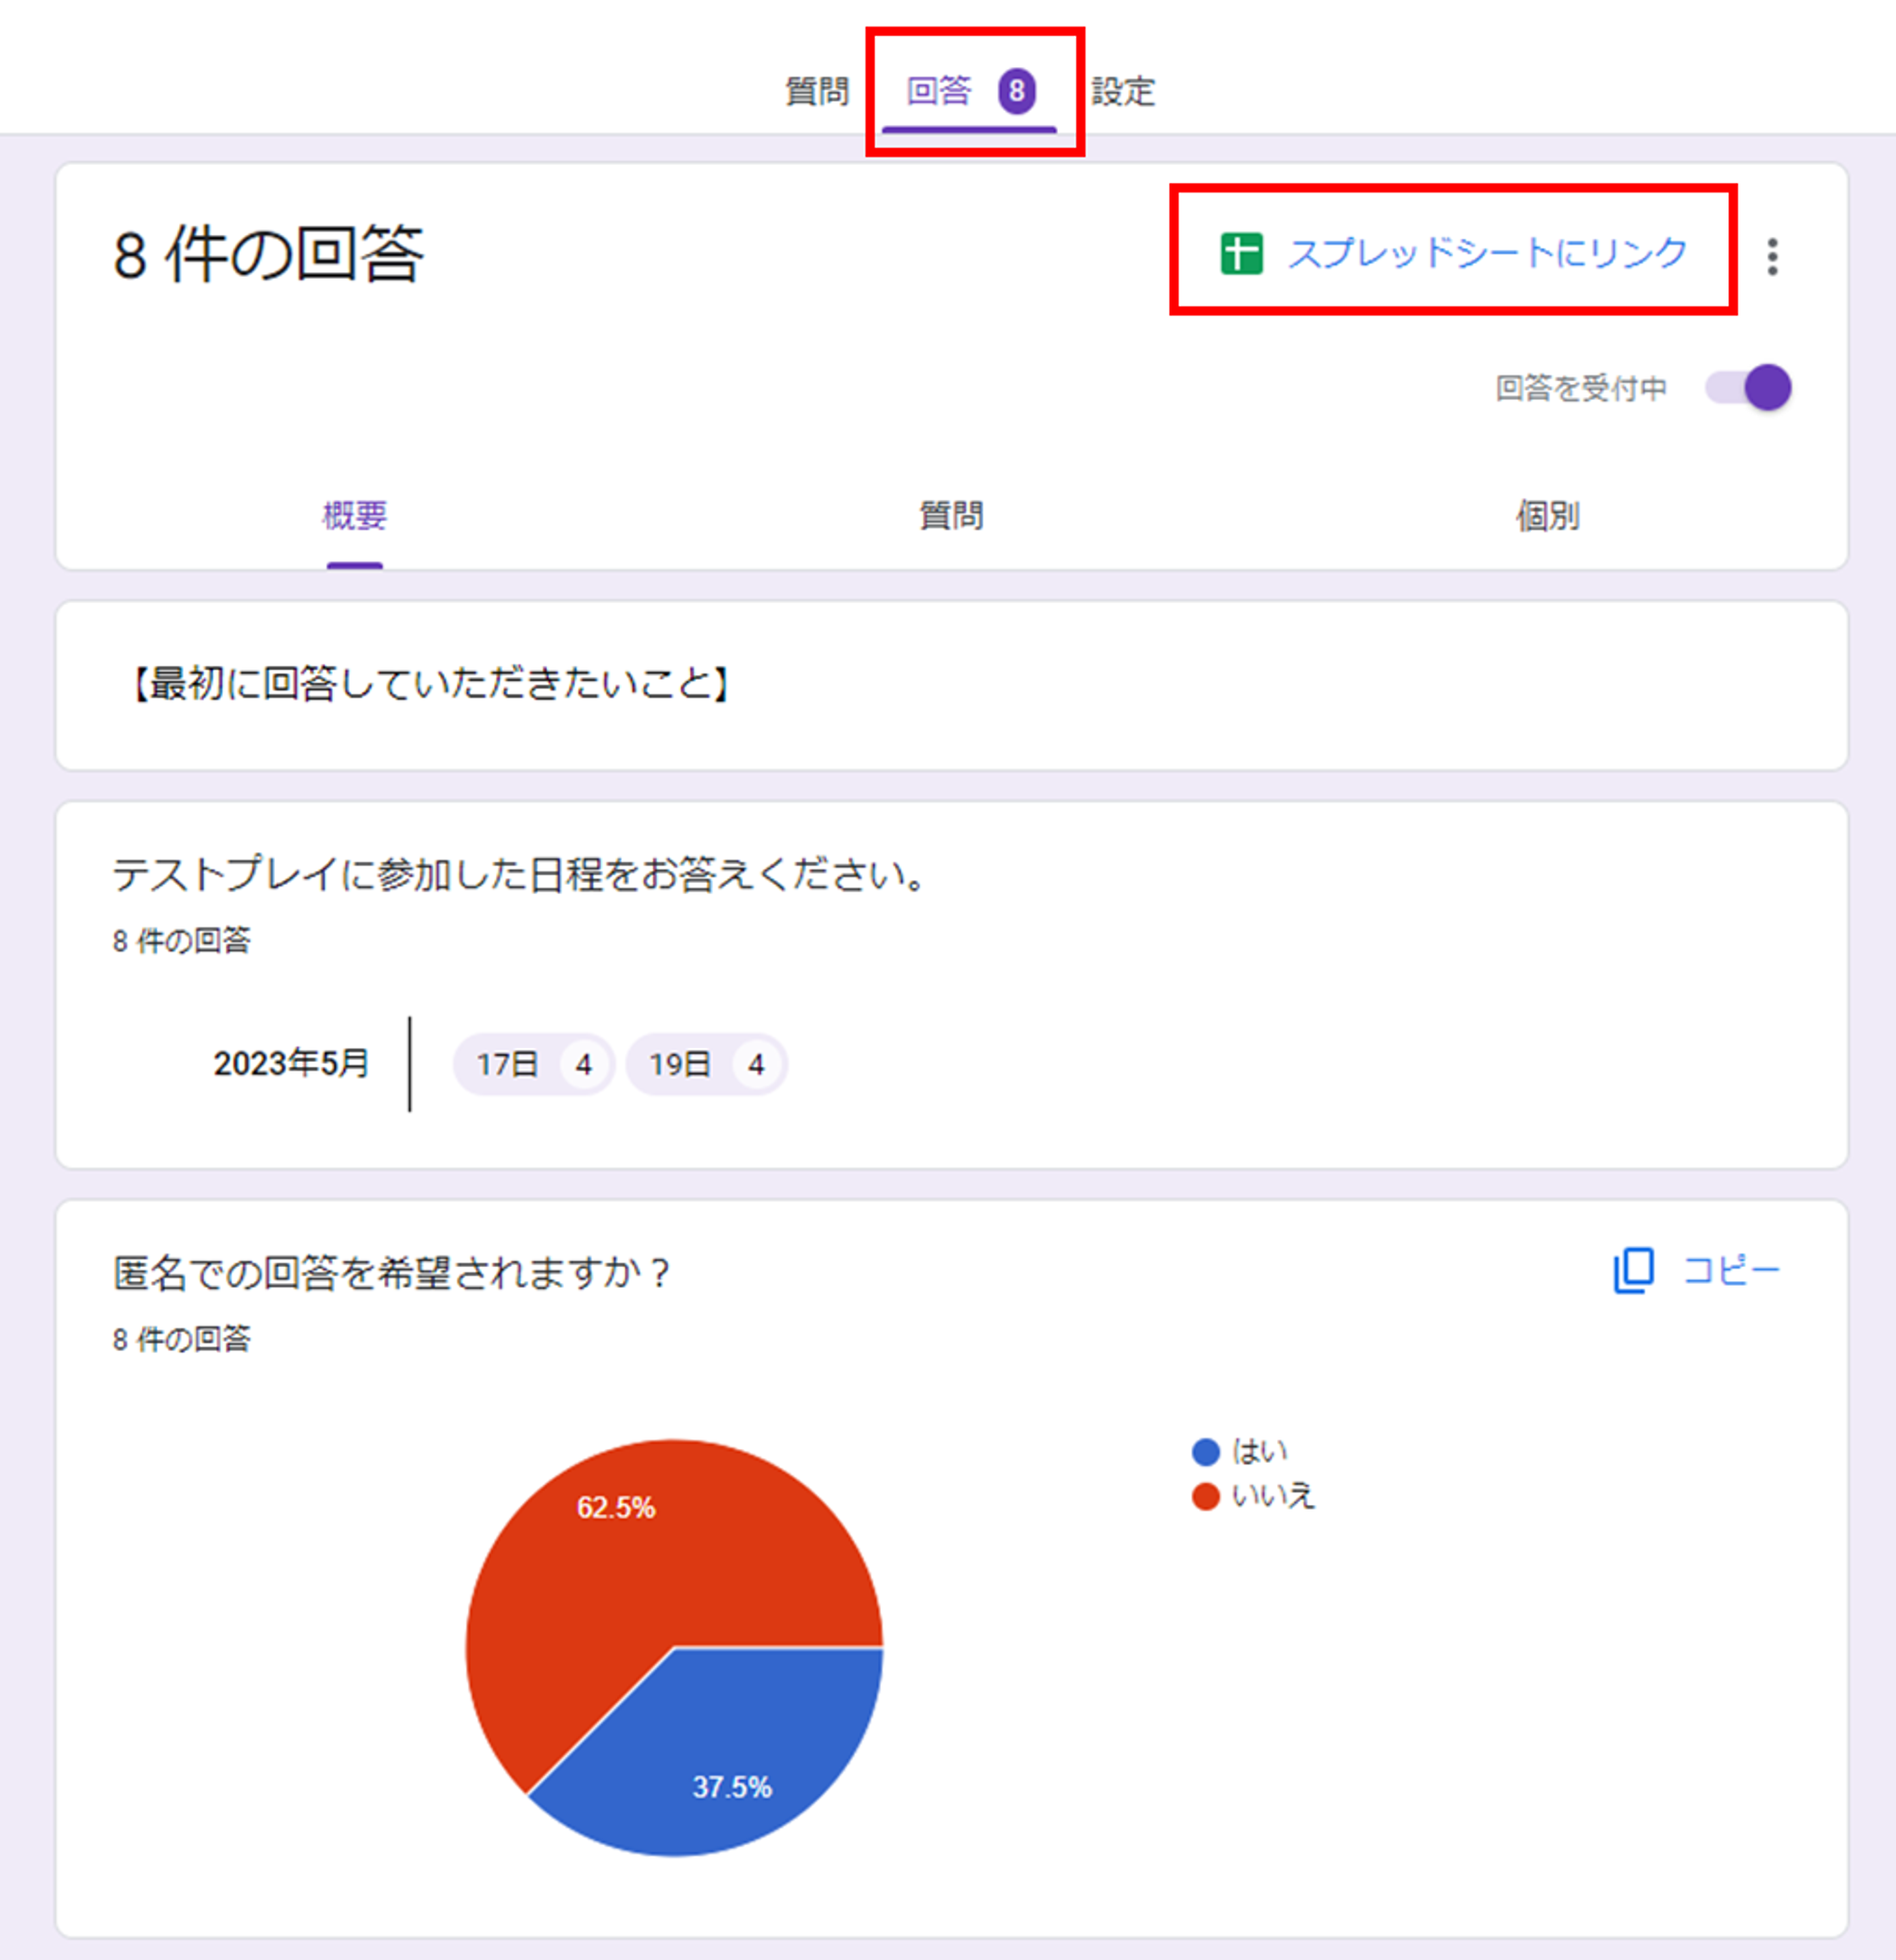 質問 回答 8 設定
8 件の回答 スプレッドシートにリンク
回答を受付中
概要 質問 個別
【最初に回答していただきたいこと】
テストプレイに参加した日程をお答えください。
8 件の回答
2023年5月 17日 4 19日 4
匿名での回答を希望されますか？ コピー
8 件の回答
はい
いいえ
62.5%
37.5%